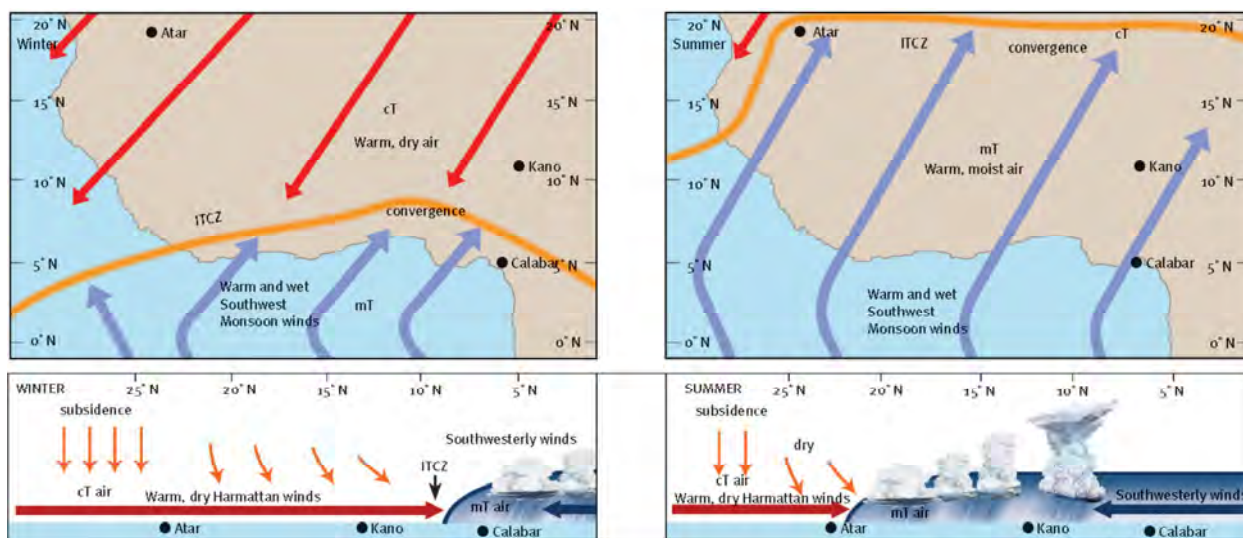 20° N
Winter
Atar
15° N
cT
Warm, dry air
Kano
10° N
ITCZ
convergence
5° N
Calabar
Warm and wet
Southwest
Monsoon winds
mT
0° N
20° N
20° N
15° N
10° N
5° N
0° N
20° N
Summer
Atar
ITCZ
convergence
cT
20° N
15° N
15° N
mT
Warm, moist air
Kano
10° N
10° N
5° N
Calabar
5° N
Warm and wet
Southwest
Monsoon winds
0° N
0° N
WINTER
25° N
20° N
15° N
10° N
5° N
subsidence
Southwesterly winds
ITCZ
cT air
Warm, dry Harmattan winds
mT air
Atar
Kano
Calabar
SUMMER
25° N
20° N
15° N
10° N
5° N
subsidence
dry
cT air
Warm, dry Harmattan winds
Southwesterly winds
mT air
Atar
Kano
Calabar